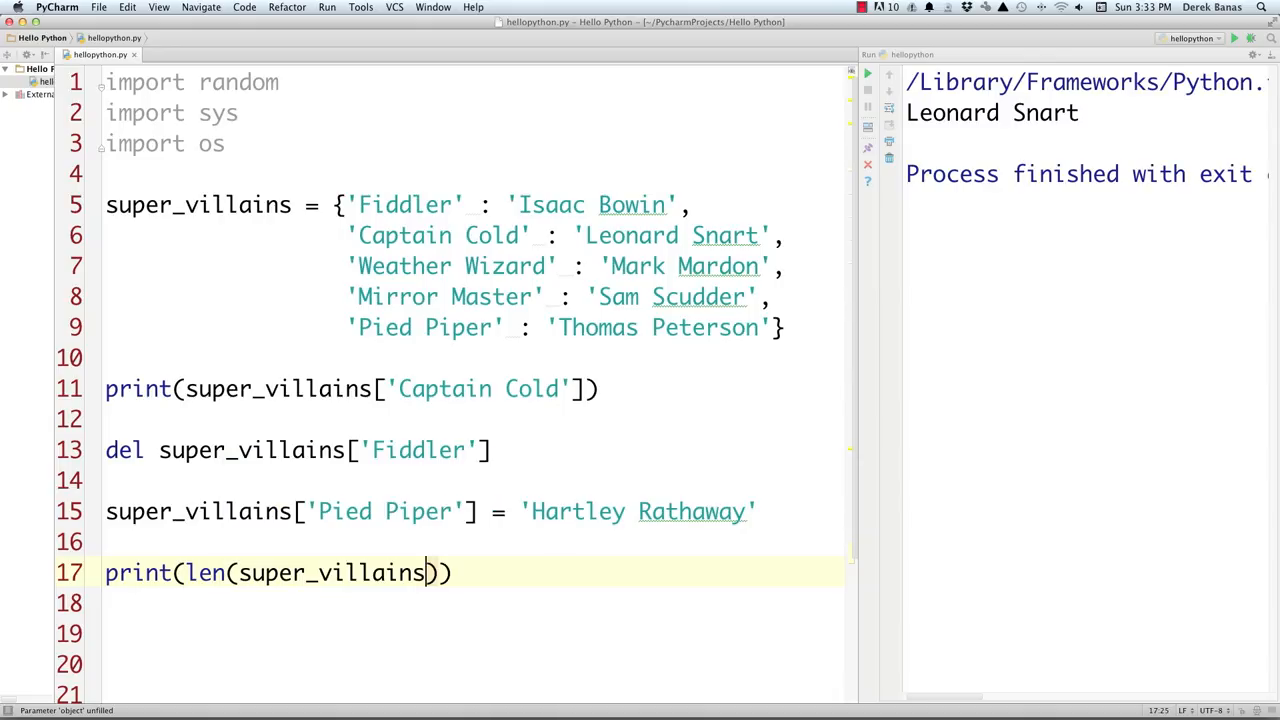 PyCharm File Edit View Navigate Code Refactor Run Tools VCS Window Help 10 Sun 3:33 PM Derek Banas
hellopython.py - Hello Python - [~/PycharmProjects/Hello Python]
Hello Python hellopython.py hellopython
hellopython.py
Run hellopython
Hello
hello
Extern
1 import random
2 import sys
3 import os
4
5 super_villains = {'Fiddler' : 'Isaac Bowin',
6 'Captain Cold' : 'Leonard Snart',
7 'Weather Wizard' : 'Mark Mardon',
8 'Mirror Master' : 'Sam Scudder',
9 'Pied Piper' : 'Thomas Peterson'}
10
11 print(super_villains['Captain Cold'])
12
13 del super_villains['Fiddler']
14
15 super_villains['Pied Piper'] = 'Hartley Rathaway'
16
17 print(len(super_villains))
18
19
20
21
/Library/Frameworks/Python.
Leonard Snart
Process finished with exit
Parameter 'object' unfilled
17:25 LF UTF-8